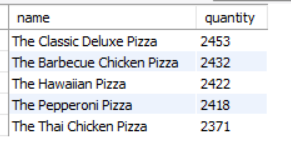 name quantity
The Classic Deluxe Pizza 2453
The Barbecue Chicken Pizza 2432
The Hawaiian Pizza 2422
The Pepperoni Pizza 2418
The Thai Chicken Pizza 2371